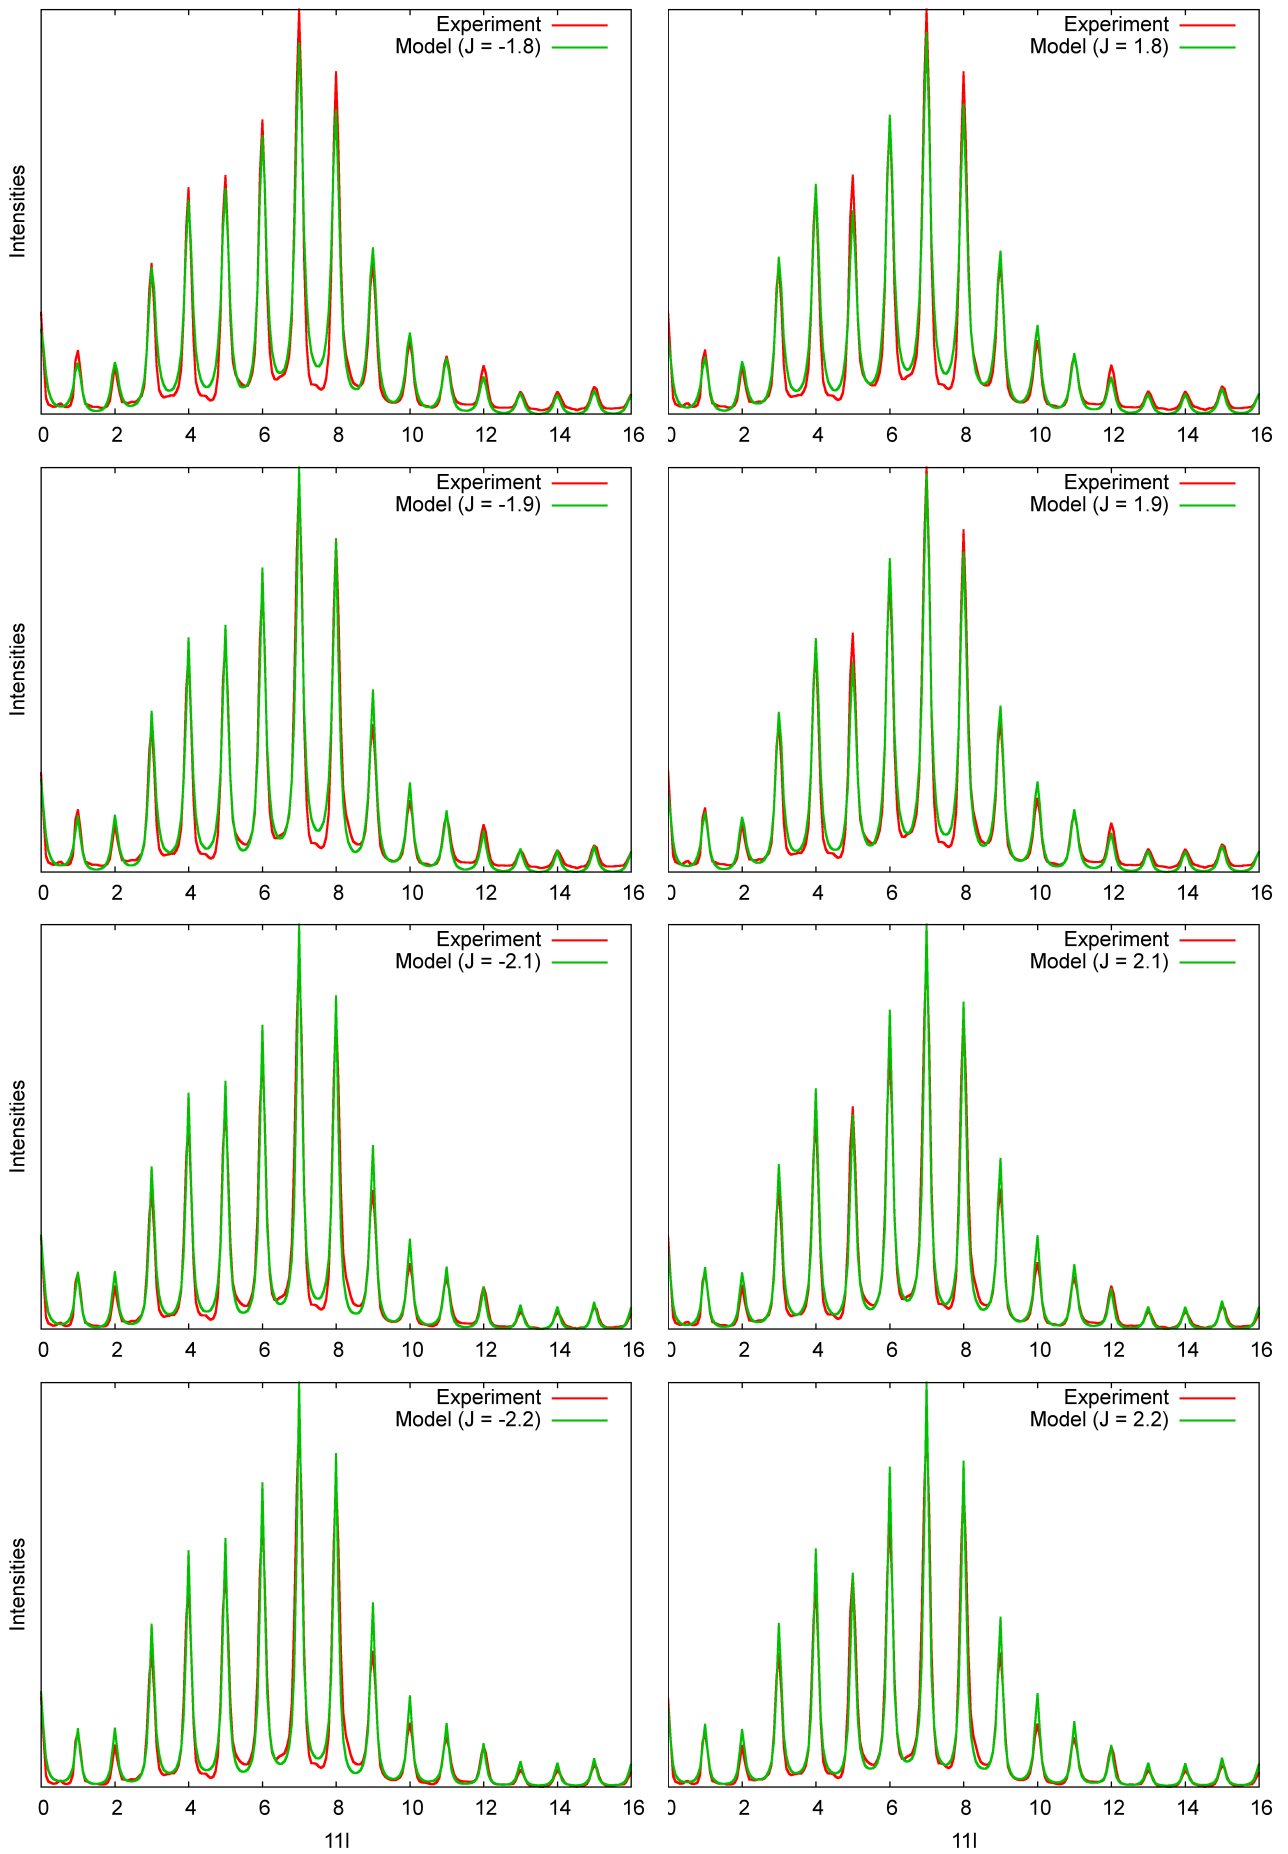 Experiment
Model (J = -1.8)
Intensities
0 2 4 6 8 10 12 14 16
Experiment
Model (J = 1.8)
0 2 4 6 8 10 12 14 16
Experiment
Model (J = -1.9)
Intensities
0 2 4 6 8 10 12 14 16
Experiment
Model (J = 1.9)
0 2 4 6 8 10 12 14 16
Experiment
Model (J = -2.1)
Intensities
0 2 4 6 8 10 12 14 16
Experiment
Model (J = 2.1)
0 2 4 6 8 10 12 14 16
Experiment
Model (J = -2.2)
Intensities
0 2 4 6 8 10 12 14 16
11l
Experiment
Model (J = 2.2)
0 2 4 6 8 10 12 14 16
11l